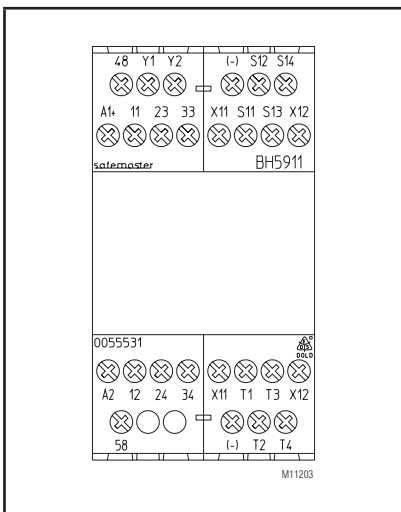 48 Y1 Y2 (-) S12 S14
A1+ 11 23 33 X11 S11 S13 X12
safemaster BH5911
0055531
DOLD
A2 12 24 34 X11 T1 T3 X12
58 (-) T2 T4
M11203